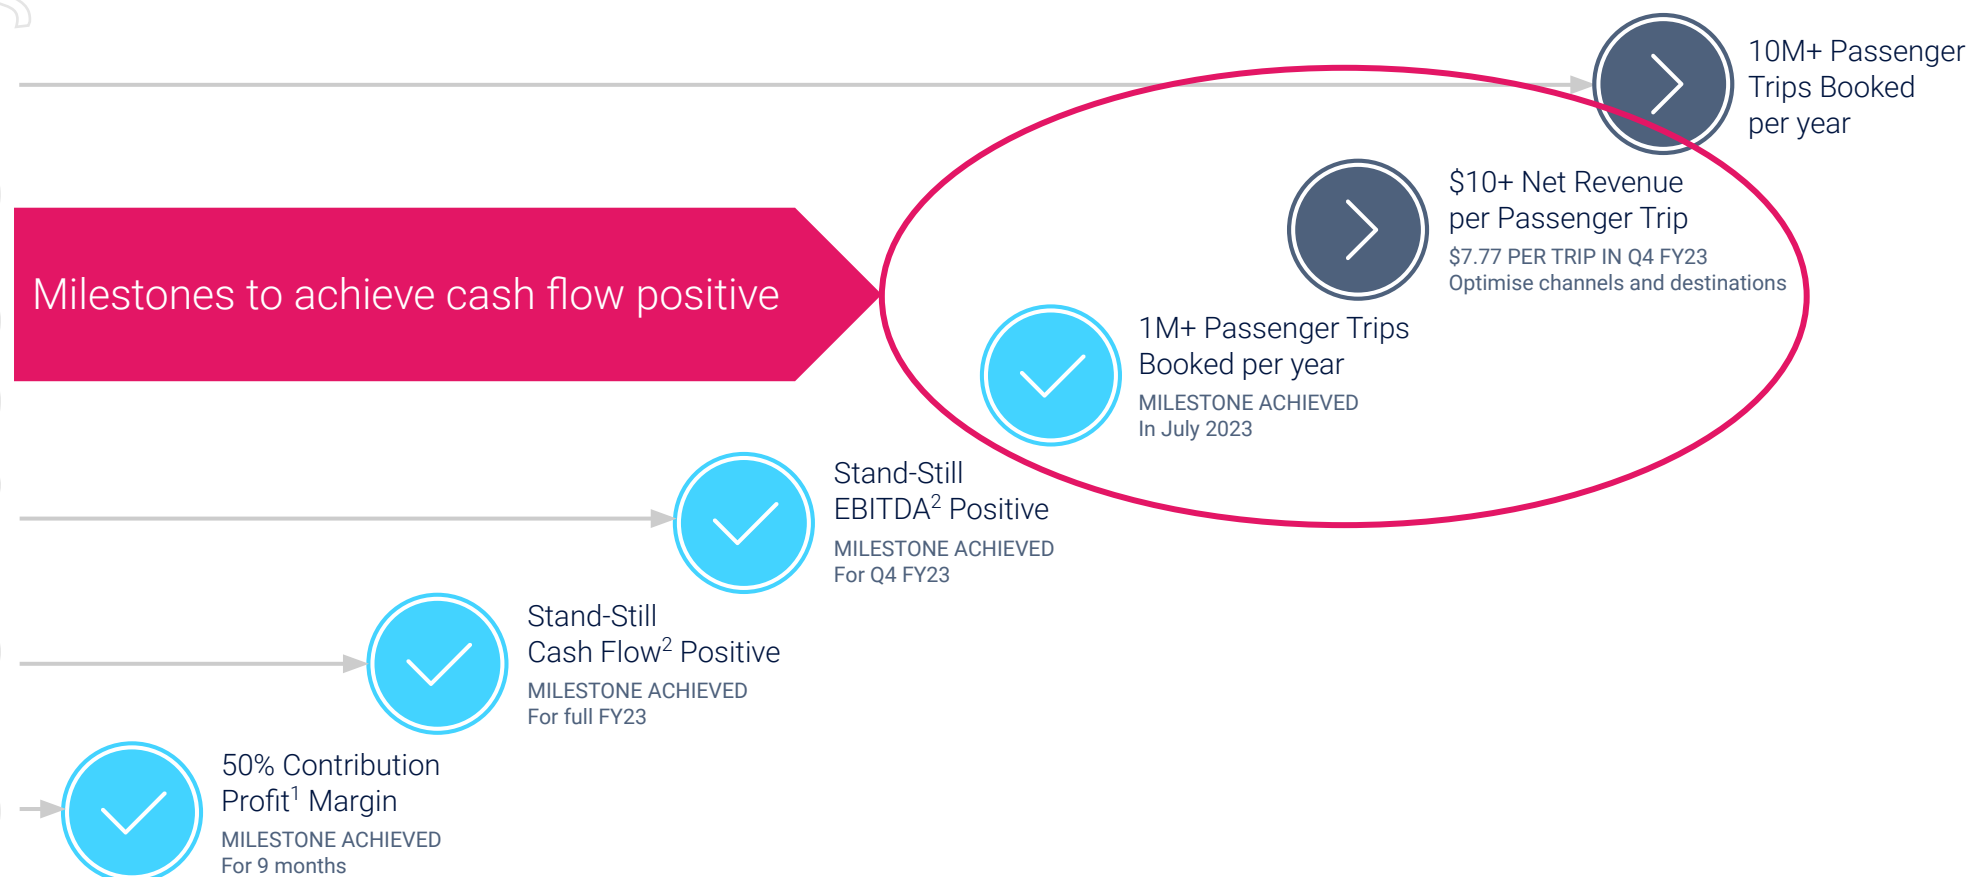 10M+ Passenger
Trips Booked
per year
$10+ Net Revenue
per Passenger Trip
$7.77 PER TRIP IN Q4 FY23
Optimise channels and destinations
Milestones to achieve cash flow positive
1M+ Passenger Trips
Booked per year
MILESTONE ACHIEVED
In July 2023
Stand-Still
EBITDA² Positive
MILESTONE ACHIEVED
For Q4 FY23
Stand-Still
Cash Flow² Positive
MILESTONE ACHIEVED
For full FY23
50% Contribution
Profit¹ Margin
MILESTONE ACHIEVED
For 9 months